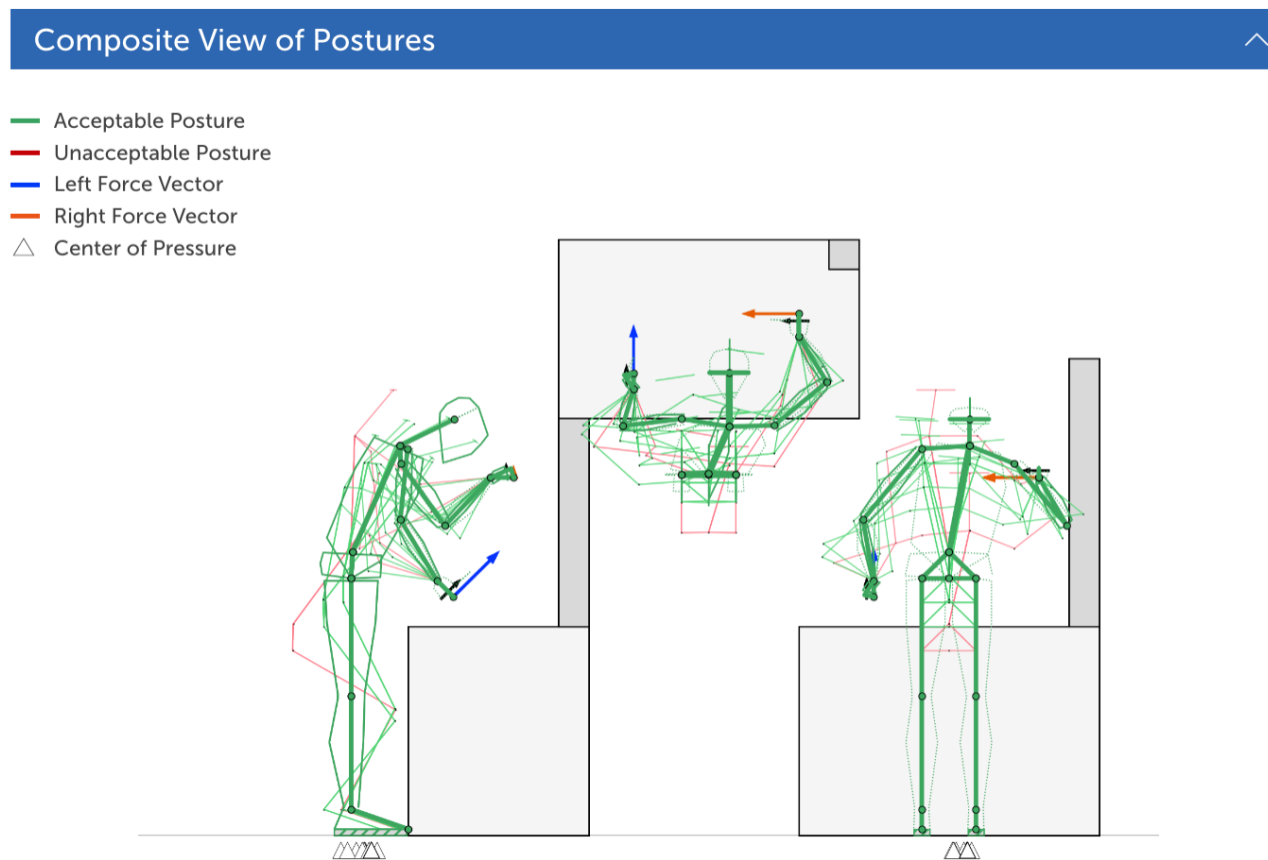 Composite View of Postures
Acceptable Posture
Unacceptable Posture
Left Force Vector
Right Force Vector
Center of Pressure